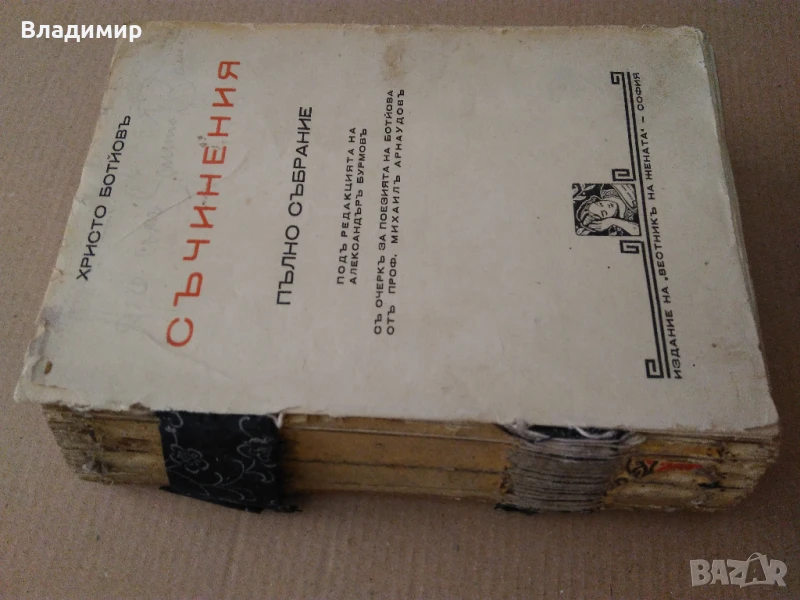 Владимир
ХРИСТО БОТЙОВЪ
СЪЧИНЕНИЯ
ПЪЛНО СЪБРАНИЕ
ПОДЪ РЕДАКЦИЯТА НА
АЛЕКСАНДЪРЪ БУРМОВЪ
СЪ ОЧЕРКЪ ЗА ПОЕЗИЯТА НА БОТЙОВА
ОТЪ ПРОФ. МИХАИЛЪ АРНАУДОВЪ
ИЗДАНИЕ НА „ВЕСТНИКЪ НА ЖЕНАТА" – СОФИЯ
BAZAR